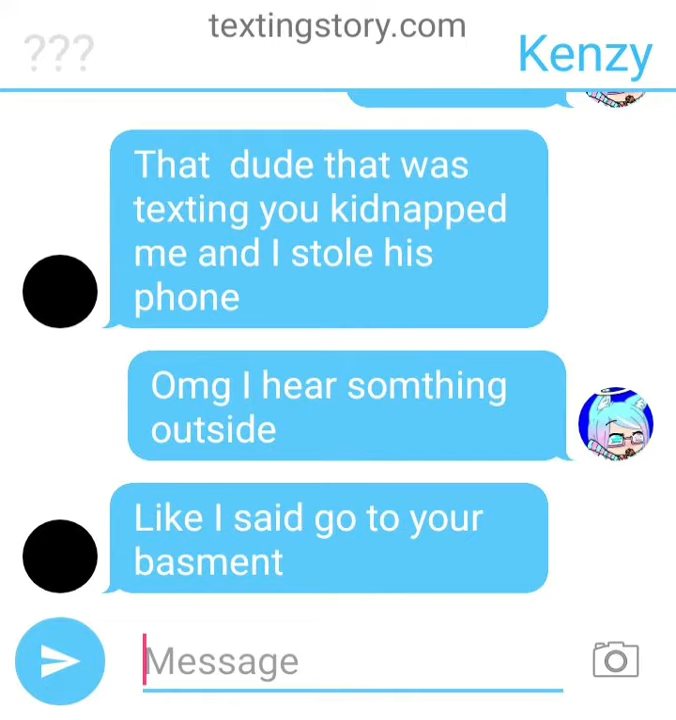 textingstory.com
???
Kenzy
That dude that was
texting you kidnapped
me and I stole his
phone
Omg I hear somthing
outside
Like I said go to your
basment
Message